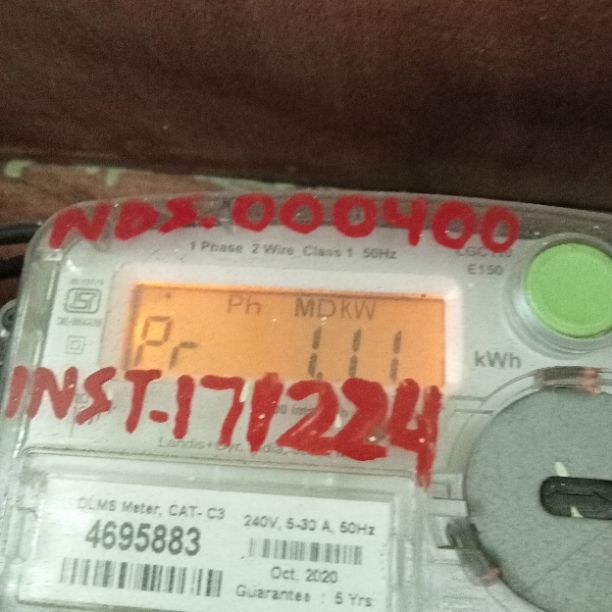 NDS.000400
1 Phase 2 Wire Class 1 50Hz
E150
Ph MDkW
Pr 1.11
kWh
INST-171224
DLMS Meter, CAT- C3
4695883
240V, 5-30 A, 50Hz
Oct, 2020
Guarantee : 5 Yrs